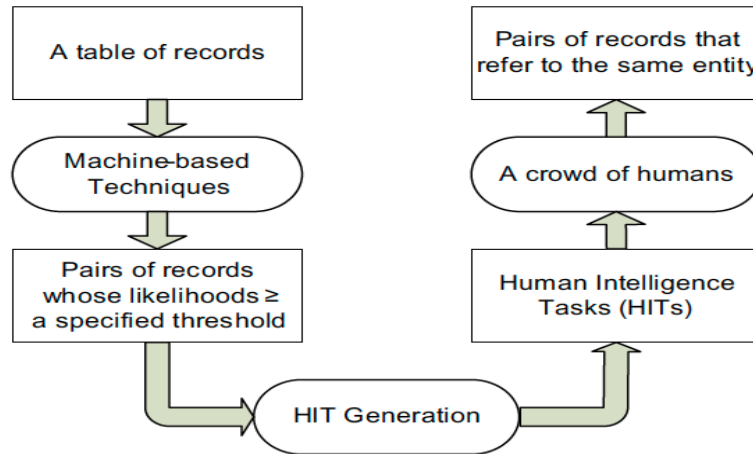 A table of records
Machine-based
Techniques
Pairs of records
whose likelihoods ≥
a specified threshold
HIT Generation
Human Intelligence
Tasks (HITs)
A crowd of humans
Pairs of records that
refer to the same entity